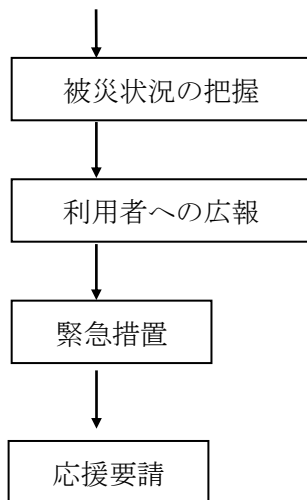 被災状況の把握
利用者への広報
緊急措置
応援要請